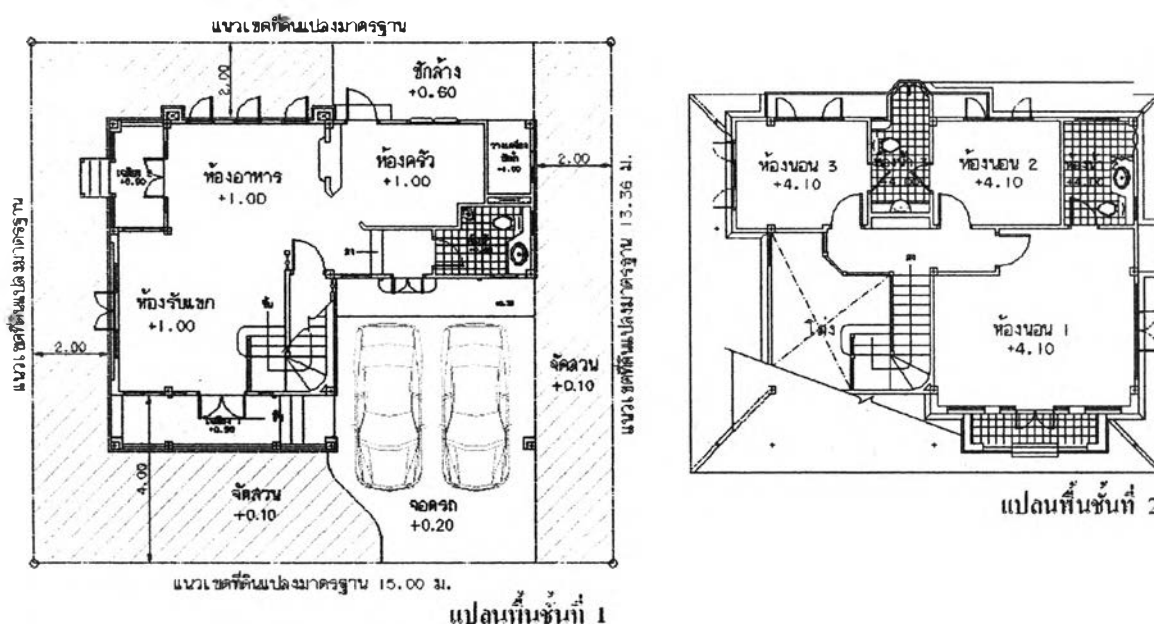 แนวเขตที่ดินแปลงมาตรฐาน
2.00
ซักล้าง
+0.60
ห้องครัว
+1.00
ห้องอาหาร
+1.00
2.00
แนวเขตที่ดินแปลงมาตรฐาน 13.36 ม.
แนวเขตที่ดินแปลงมาตรฐาน
ห้องรับแขก
+1.00
ขึ้น
2.00
จัดสวน
+0.10
4.00
จัดสวน
+0.10
จอดรถ
+0.20
แนวเขตที่ดินแปลงมาตรฐาน 15.00 ม.
แปลนพื้นชั้นที่ 1
ห้องนอน 3
+4.10
ห้องนอน 2
+4.10
ห้องนอน 1
+4.10
โถง
แปลนพื้นชั้นที่ 2